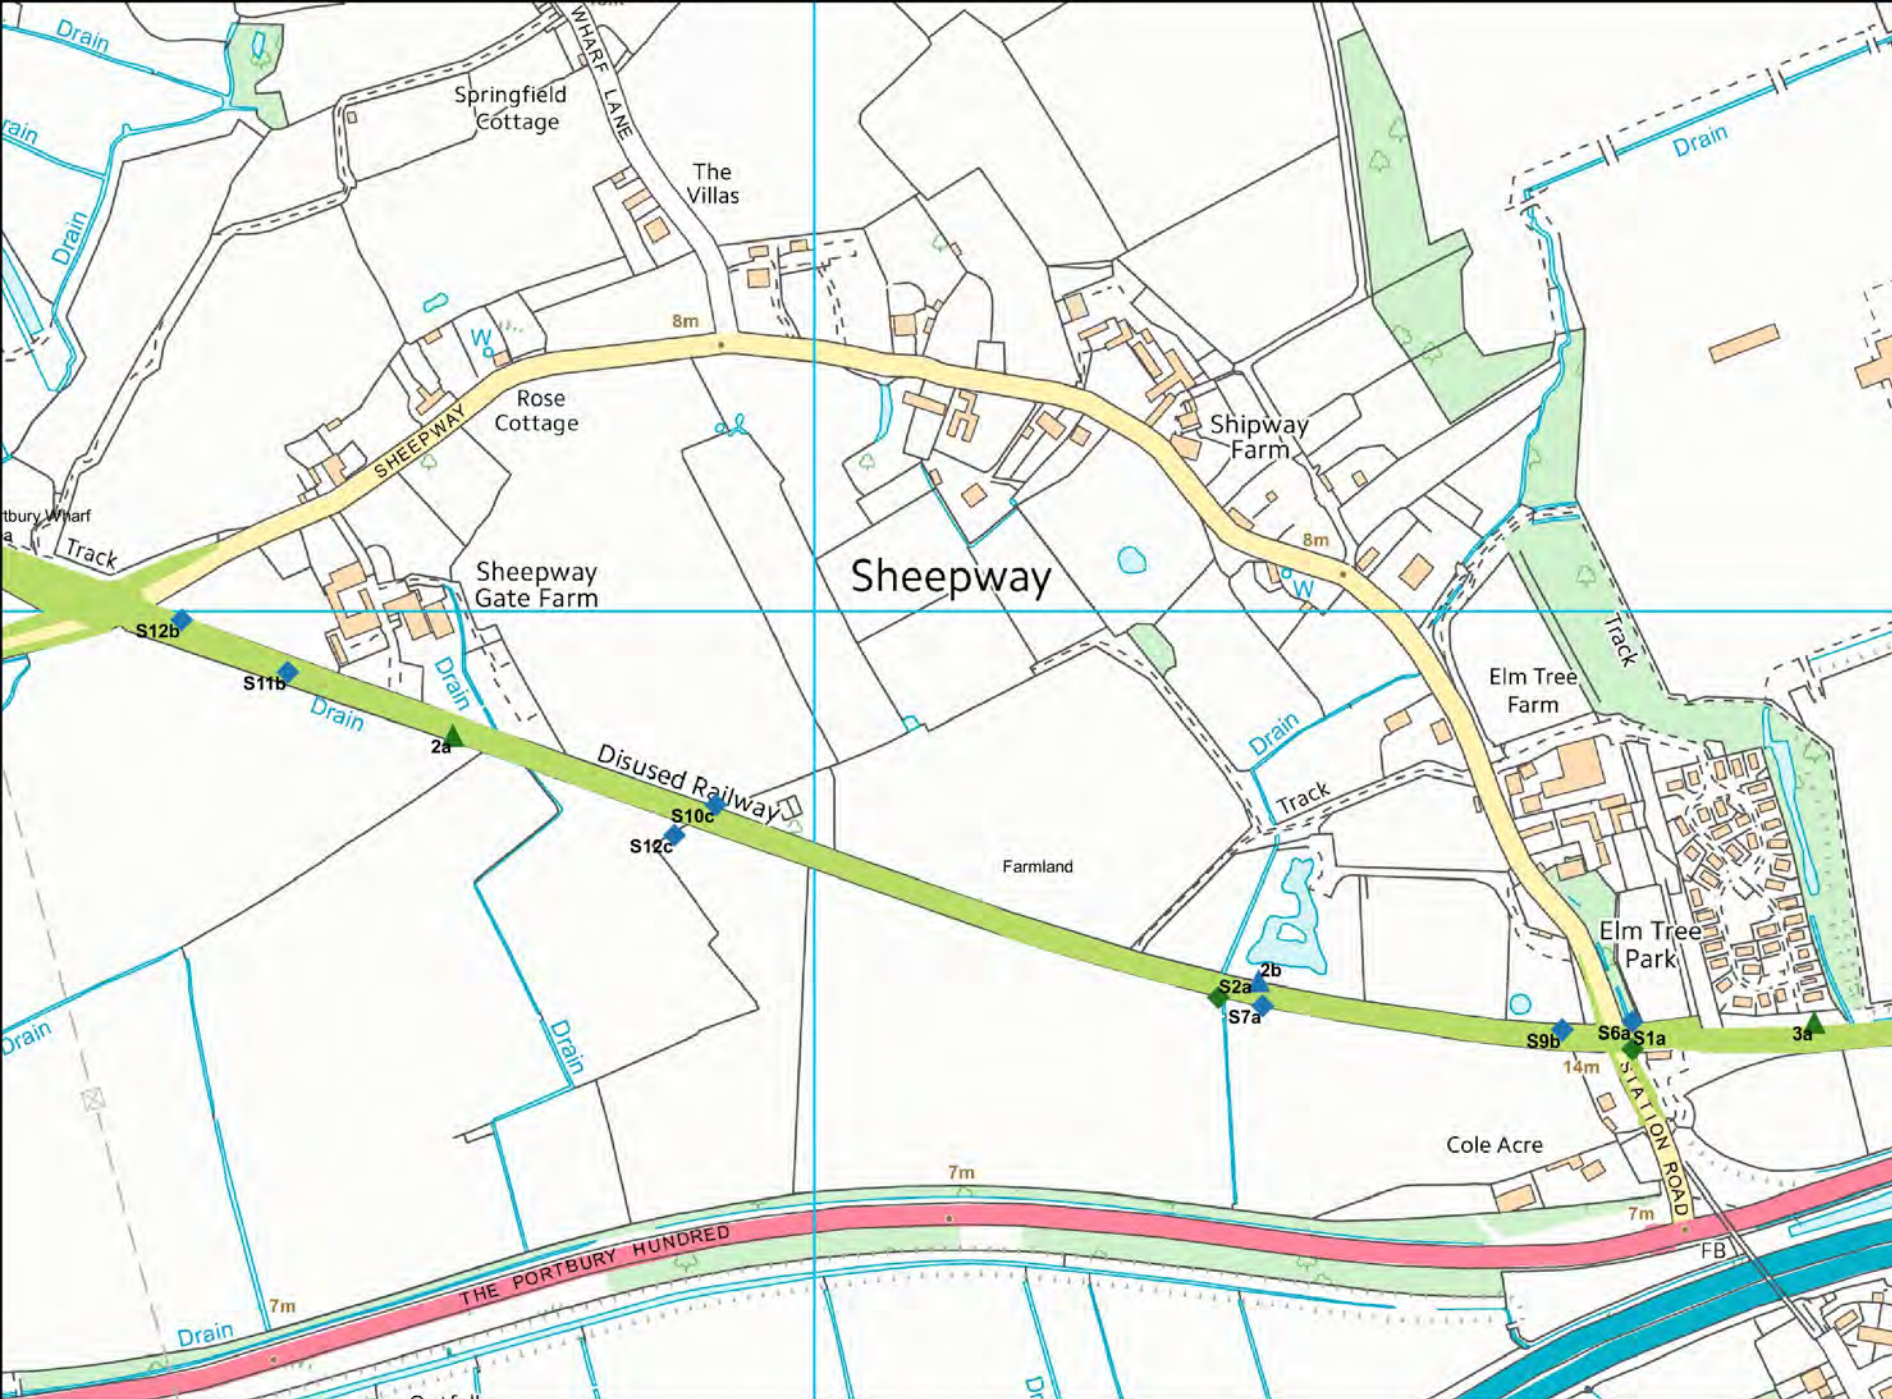 Drain
WHARF LANE
Springfield
Cottage
Drain
The
Villas
Drain
8m
W
Rose
Cottage
SHEEPWAY
Shipway
Farm
Track
8m
W
Sheepway
Gate Farm
Sheepway
Track
S12b
S11b
Drain
Drain
2a
Elm Tree
Farm
Drain
Disused Railway
S10c
S12c
Track
Farmland
Elm Tree
Park
2b
S2a
S7a
S9b
S6a
S1a
3a
14m
STATION ROAD
Drain
Drain
Cole Acre
7m
7m
THE PORTBURY HUNDRED
FB
7m
Drain